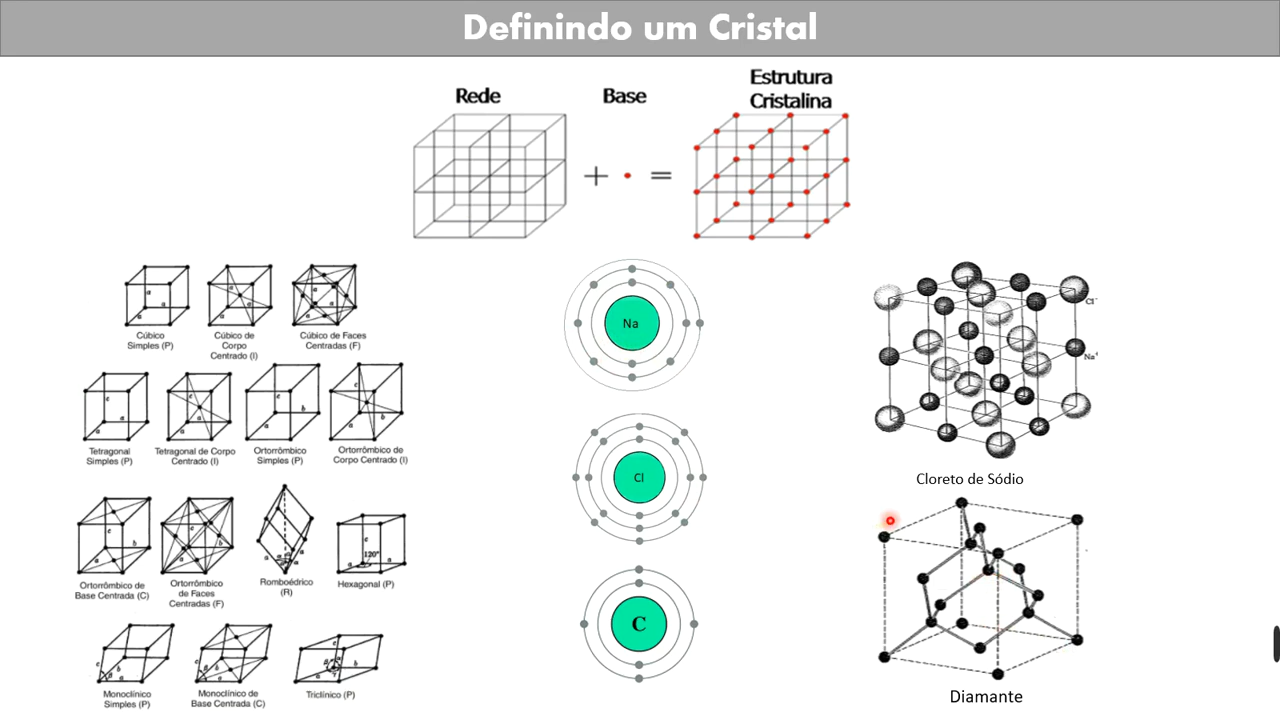 Definindo um Cristal
Rede
Base
Estrutura
Cristalina
+
=
a
a
Cúbico
Simples (P)
a
a
a
Cúbico de
Corpo
Centrado (I)
a
a
Cúbico de Faces
Centradas (F)
c
a
Tetragonal
Simples (P)
c
a
Tetragonal de Corpo
Centrado (I)
c
b
a
Ortorrômbico
Simples (P)
c
b
a
Ortorrômbico de
Corpo Centrado (I)
c
b
a
Ortorrômbico de
Base Centrada (C)
c
b
a
Ortorrômbico
de Faces
Centradas (F)
a
a
Romboédrico
(R)
c
120°
a
a
Hexagonal (P)
c
b
a
Monoclínico
Simples (P)
c
b
a
Monoclínico de
Base Centrada (C)
c
b
a
Triclínico (P)
Na
Cl
C
Cl⁻
Na⁺
Cloreto de Sódio
Diamante